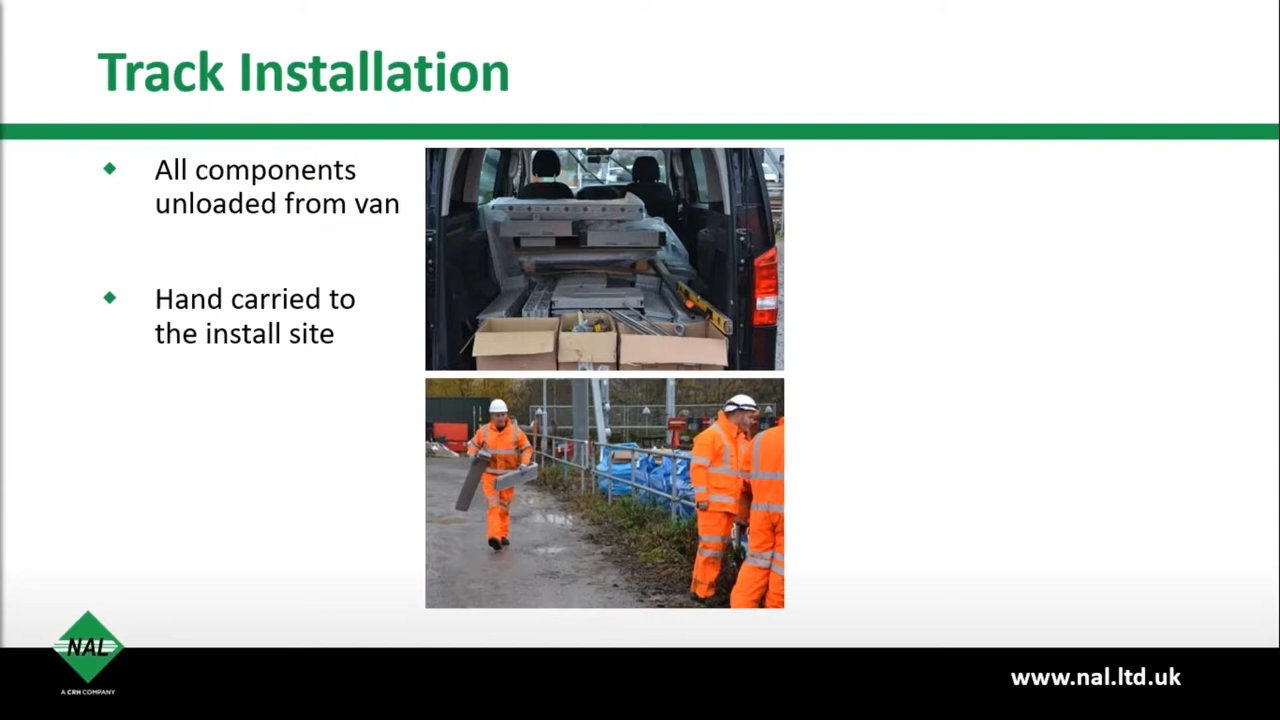 Track Installation
All components
unloaded from van
Hand carried to
the install site
NAL
A CRH COMPANY
www.nal.ltd.uk